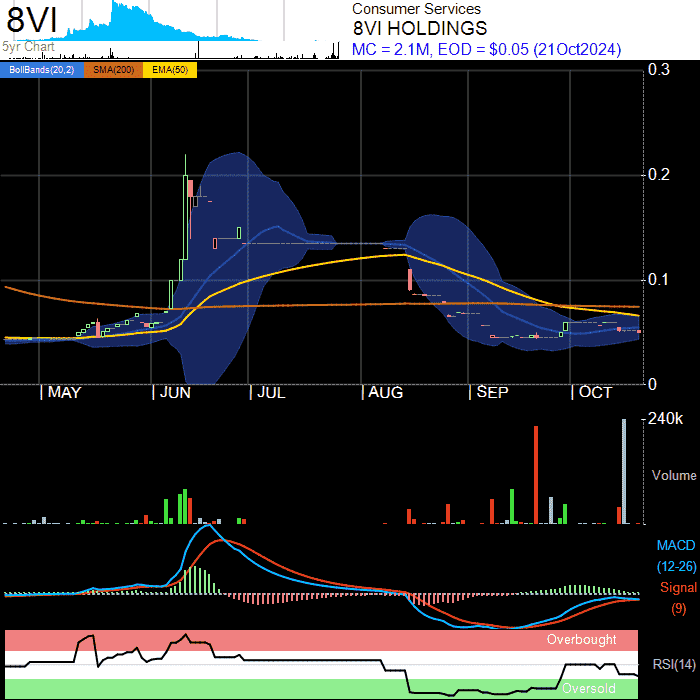 8VI
Consumer Services
8VI HOLDINGS
5yr Chart
MC = 2.1M, EOD = $0.05 (21Oct2024)
BollBands(20,2) SMA(200) EMA(50)
0.3
0.2
0.1
0
MAY JUN JUL AUG SEP OCT
240k
Volume
MACD
(12-26)
Signal
(9)
Overbought
RSI(14)
Oversold